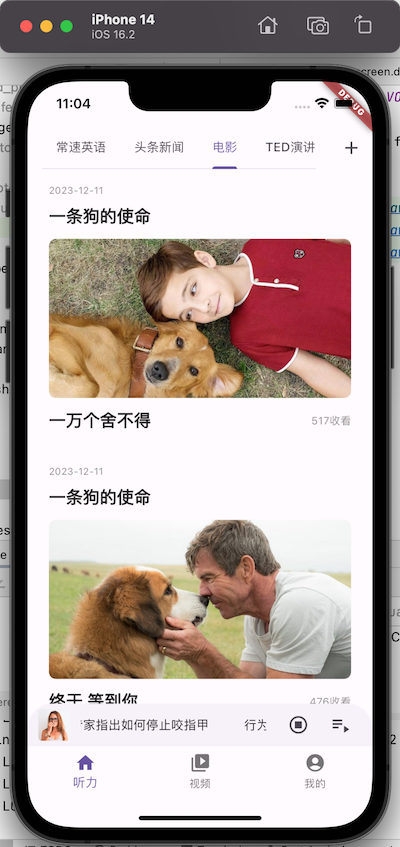 iPhone 14
iOS 16.2
screen.d
11:04
DEBUG
常速英语
头条新闻
电影
TED演讲
2023-12-11
一条狗的使命
一万个舍不得
517收看
2023-12-11
一条狗的使命
终于 等到你
476收看
家指出如何停止咬指甲
行为
听力
视频
我的